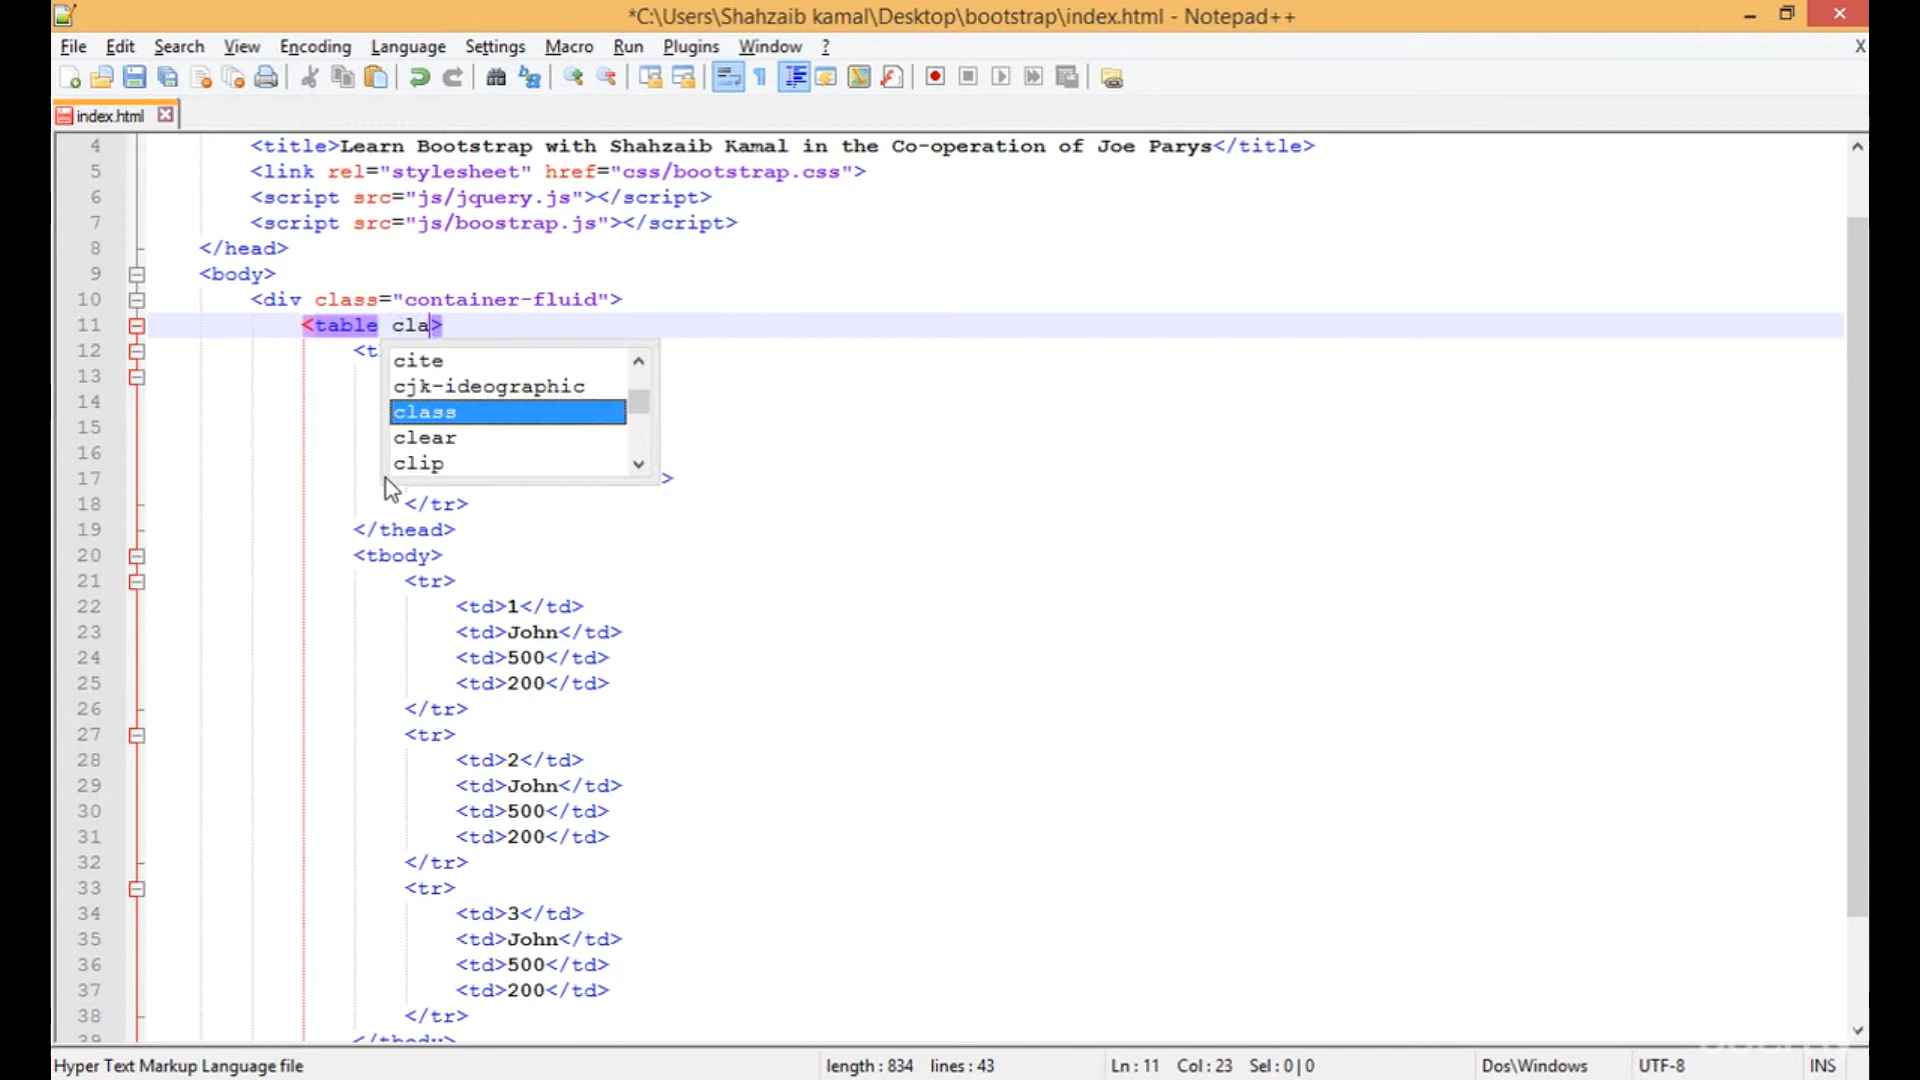 *C:\Users\Shahzaib kamal\Desktop\bootstrap\index.html - Notepad++
File Edit Search View Encoding Language Settings Macro Run Plugins Window ? X
index.html
4 <title>Learn Bootstrap with Shahzaib Kamal in the Co-operation of Joe Parys</title>
5 <link rel="stylesheet" href="css/bootstrap.css">
6 <script src="js/jquery.js"></script>
7 <script src="js/boostrap.js"></script>
8 </head>
9 <body>
10 <div class="container-fluid">
11 <table cla>
12 <t
cite
13
cjk-ideographic
14
class
15
clear
16
clip
17 >
18 </tr>
19 </thead>
20 <tbody>
21 <tr>
22 <td>1</td>
23 <td>John</td>
24 <td>500</td>
25 <td>200</td>
26 </tr>
27 <tr>
28 <td>2</td>
29 <td>John</td>
30 <td>500</td>
31 <td>200</td>
32 </tr>
33 <tr>
34 <td>3</td>
35 <td>John</td>
36 <td>500</td>
37 <td>200</td>
38 </tr>
39 </tbody>
Hyper Text Markup Language file length : 834 lines : 43 Ln : 11 Col : 23 Sel : 0 | 0 Dos\Windows UTF-8 INS